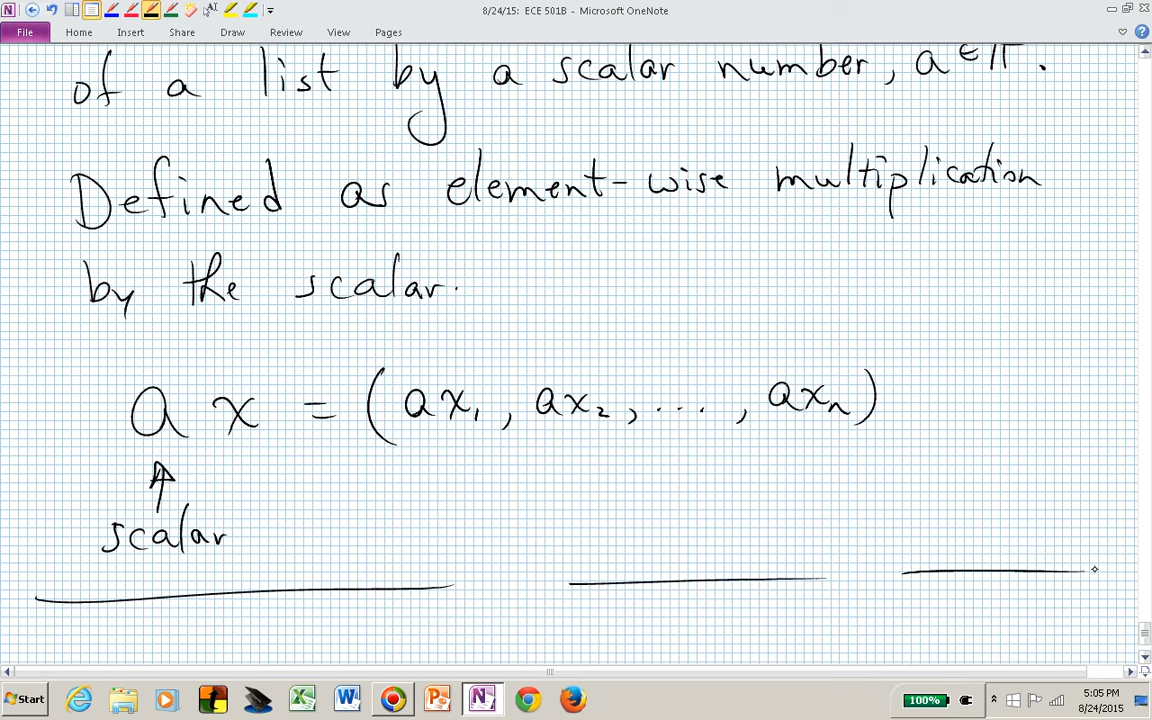 8/24/15: ECE 501B - Microsoft OneNote
File Home Insert Share Draw Review View Pages
of a list by a scalar number, a ∈
Defined as element-wise multiplication
by the scalar.
a x = (ax₁, ax₂, ..., axₙ)
scalar
Start
100%
5:05 PM
8/24/2015